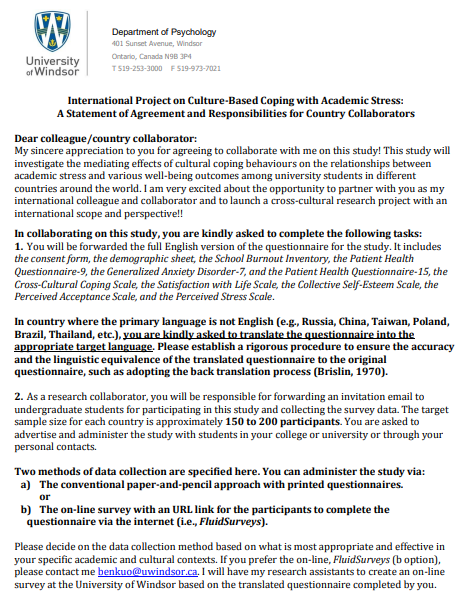 University
of Windsor
Department of Psychology
401 Sunset Avenue, Windsor
Ontario, Canada N9B 3P4
T 519-253-3000 F 519-973-7021
International Project on Culture-Based Coping with Academic Stress:
A Statement of Agreement and Responsibilities for Country Collaborators
Dear colleague/country collaborator:
My sincere appreciation to you for agreeing to collaborate with me on this study! This study will
investigate the mediating effects of cultural coping behaviours on the relationships between
academic stress and various well-being outcomes among university students in different
countries around the world. I am very excited about the opportunity to partner with you as my
international colleague and collaborator and to launch a cross-cultural research project with an
international scope and perspective!!
In collaborating on this study, you are kindly asked to complete the following tasks:
1. You will be forwarded the full English version of the questionnaire for the study. It includes
the consent form, the demographic sheet, the School Burnout Inventory, the Patient Health
Questionnaire-9, the Generalized Anxiety Disorder-7, and the Patient Health Questionnaire-15, the
Cross-Cultural Coping Scale, the Satisfaction with Life Scale, the Collective Self-Esteem Scale, the
Perceived Acceptance Scale, and the Perceived Stress Scale.
In country where the primary language is not English (e.g., Russia, China, Taiwan, Poland,
Brazil, Thailand, etc.), you are kindly asked to translate the questionnaire into the
appropriate target language. Please establish a rigorous procedure to ensure the accuracy
and the linguistic equivalence of the translated questionnaire to the original
questionnaire, such as adopting the back translation process (Brislin, 1970).
2. As a research collaborator, you will be responsible for forwarding an invitation email to
undergraduate students for participating in this study and collecting the survey data. The target
sample size for each country is approximately 150 to 200 participants. You are asked to
advertise and administer the study with students in your college or university or through your
personal contacts.
Two methods of data collection are specified here. You can administer the study via:
a) The conventional paper-and-pencil approach with printed questionnaires.
or
b) The on-line survey with an URL link for the participants to complete the
questionnaire via the internet (i.e., FluidSurveys).
Please decide on the data collection method based on what is most appropriate and effective in
your specific academic and cultural contexts. If you prefer the on-line, FluidSurveys (b option),
please contact me benkuo@uwindsor.ca. I will have my research assistants to create an on-line
survey at the University of Windsor based on the translated questionnaire completed by you.